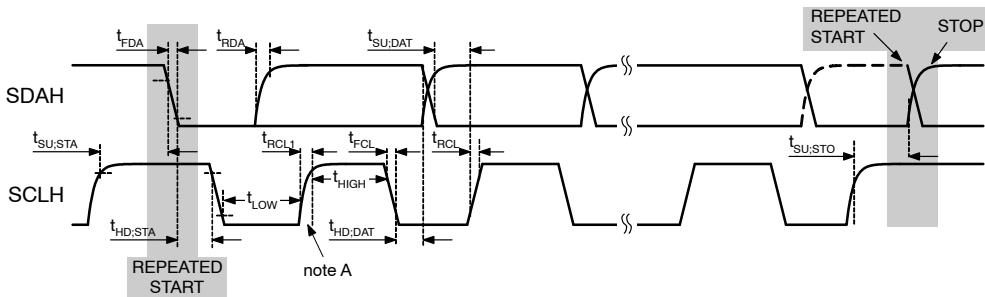 REPEATED
START
STOP
tFDA
tRDA
tSU;DAT
SDAH
tSU;STA
tRCL1
tFCL
tRCL
tSU;STO
SCLH
tHIGH
tLOW
tHD;STA
tHD;DAT
note A
REPEATED
START